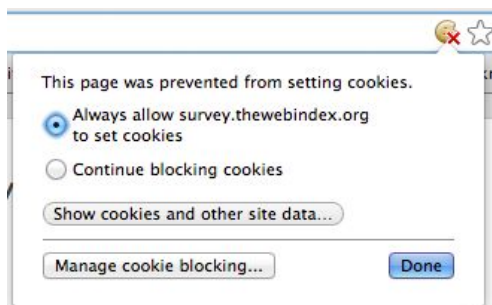 This page was prevented from setting cookies.
Always allow survey.thewebindex.org
to set cookies
Continue blocking cookies
Show cookies and other site data...
Manage cookie blocking...
Done